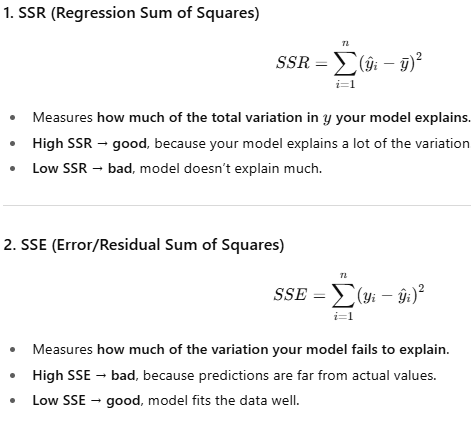 1. SSR (Regression Sum of Squares)
SSR = \sum_{i=1}^{n} (ŷ_i − ȳ)²
• Measures how much of the total variation in y your model explains.
• High SSR → good, because your model explains a lot of the variation
• Low SSR → bad, model doesn't explain much.
2. SSE (Error/Residual Sum of Squares)
SSE = \sum_{i=1}^{n} (y_i − ŷ_i)²
• Measures how much of the variation your model fails to explain.
• High SSE → bad, because predictions are far from actual values.
• Low SSE → good, model fits the data well.